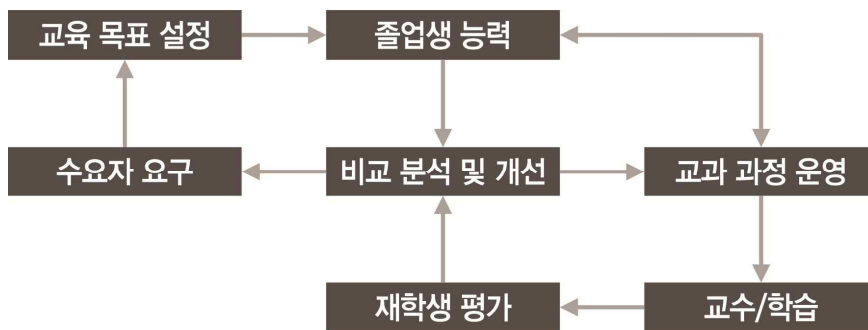 교육 목표 설정
졸업생 능력
수요자 요구
비교 분석 및 개선
교과 과정 운영
재학생 평가
교수/학습